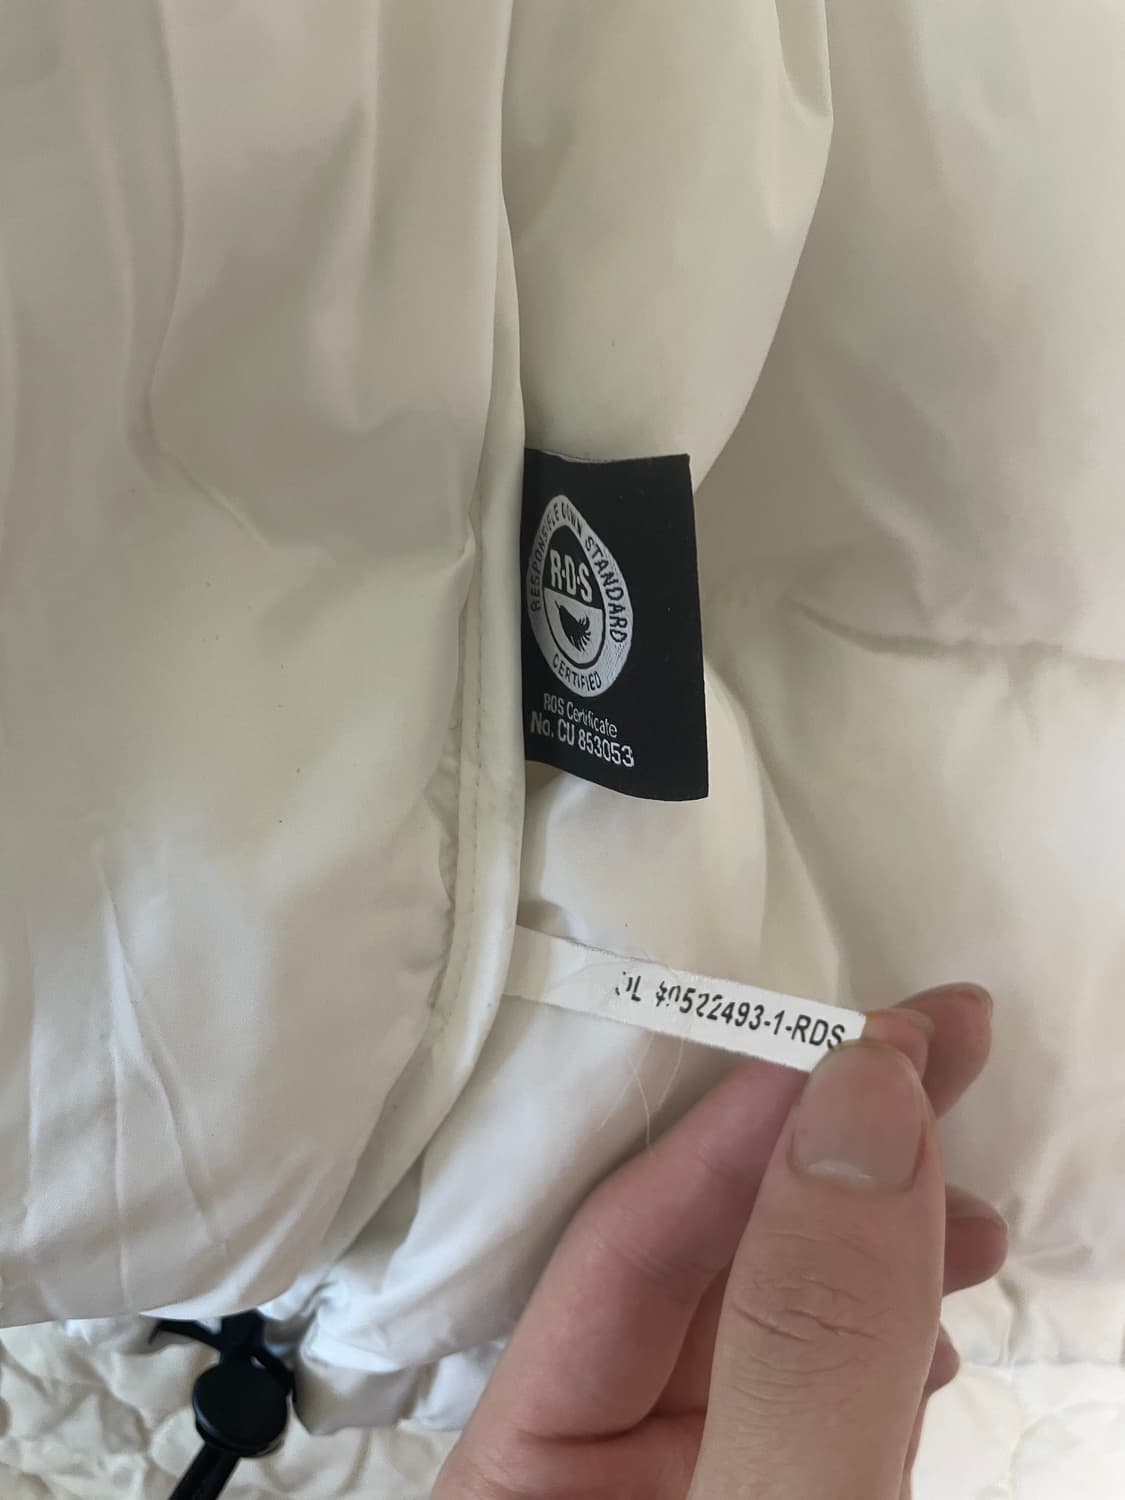 RESPONSIBLE DOWN STANDARD
R·D·S
CERTIFIED
RDS Certificate
No. CU 853053
#0522493-1-RDS